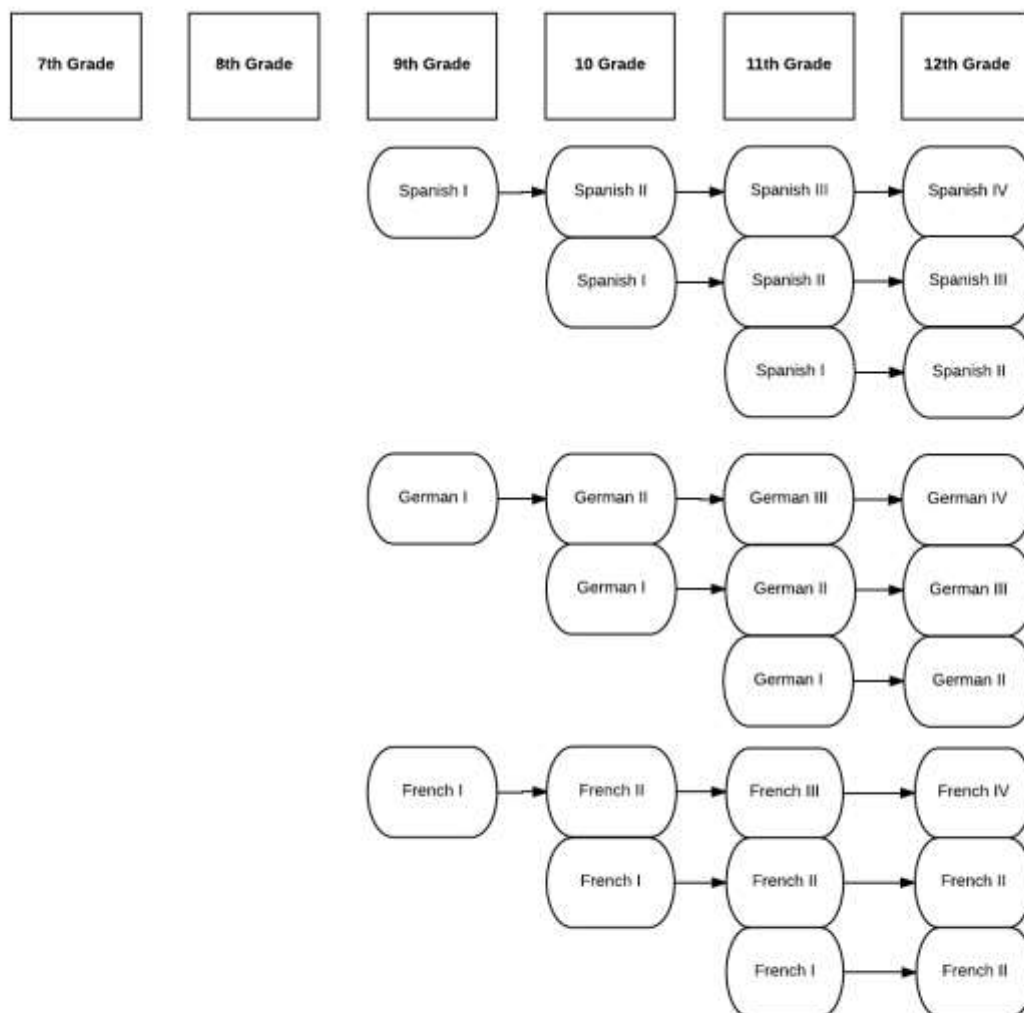 7th Grade
8th Grade
9th Grade
10 Grade
11th Grade
12th Grade
Spanish I
Spanish II
Spanish III
Spanish IV
Spanish I
Spanish II
Spanish III
Spanish I
Spanish II
German I
German II
German III
German IV
German I
German II
German III
German I
German II
French I
French II
French III
French IV
French I
French II
French II
French I
French II